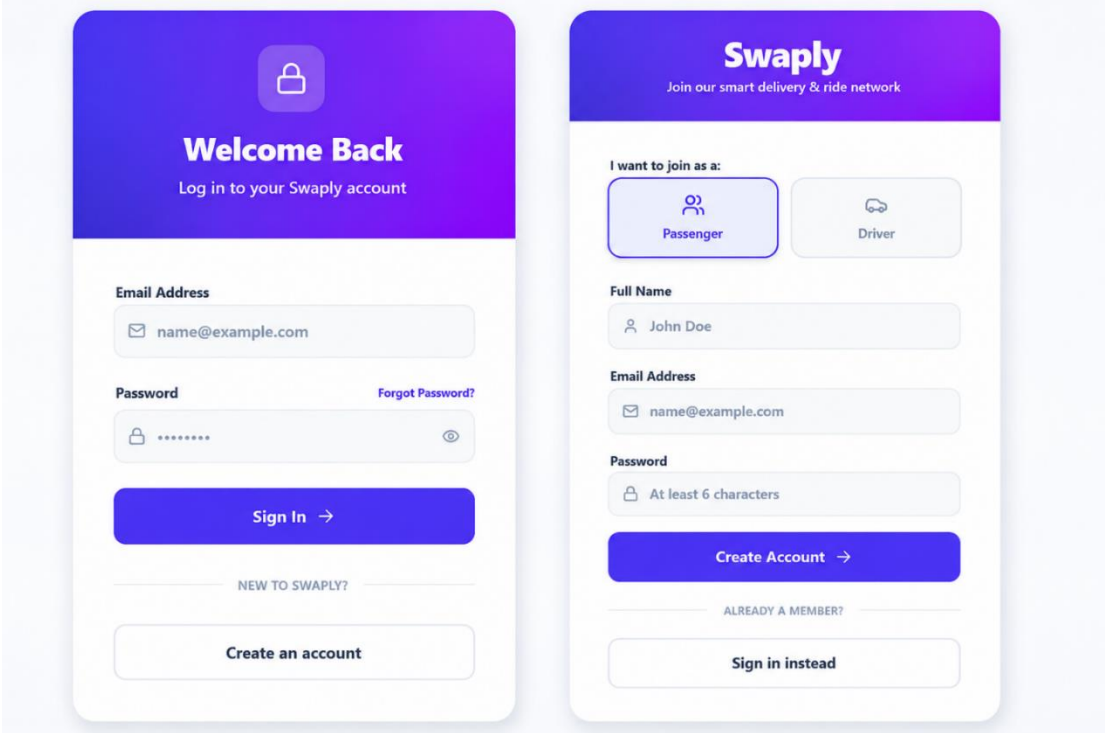 Welcome Back
Log in to your Swaply account
Email Address
name@example.com
Password
Forgot Password?
••••••••
Sign In →
NEW TO SWAPLY?
Create an account
Swaply
Join our smart delivery & ride network
I want to join as a:
Passenger
Driver
Full Name
John Doe
Email Address
name@example.com
Password
At least 6 characters
Create Account →
ALREADY A MEMBER?
Sign in instead